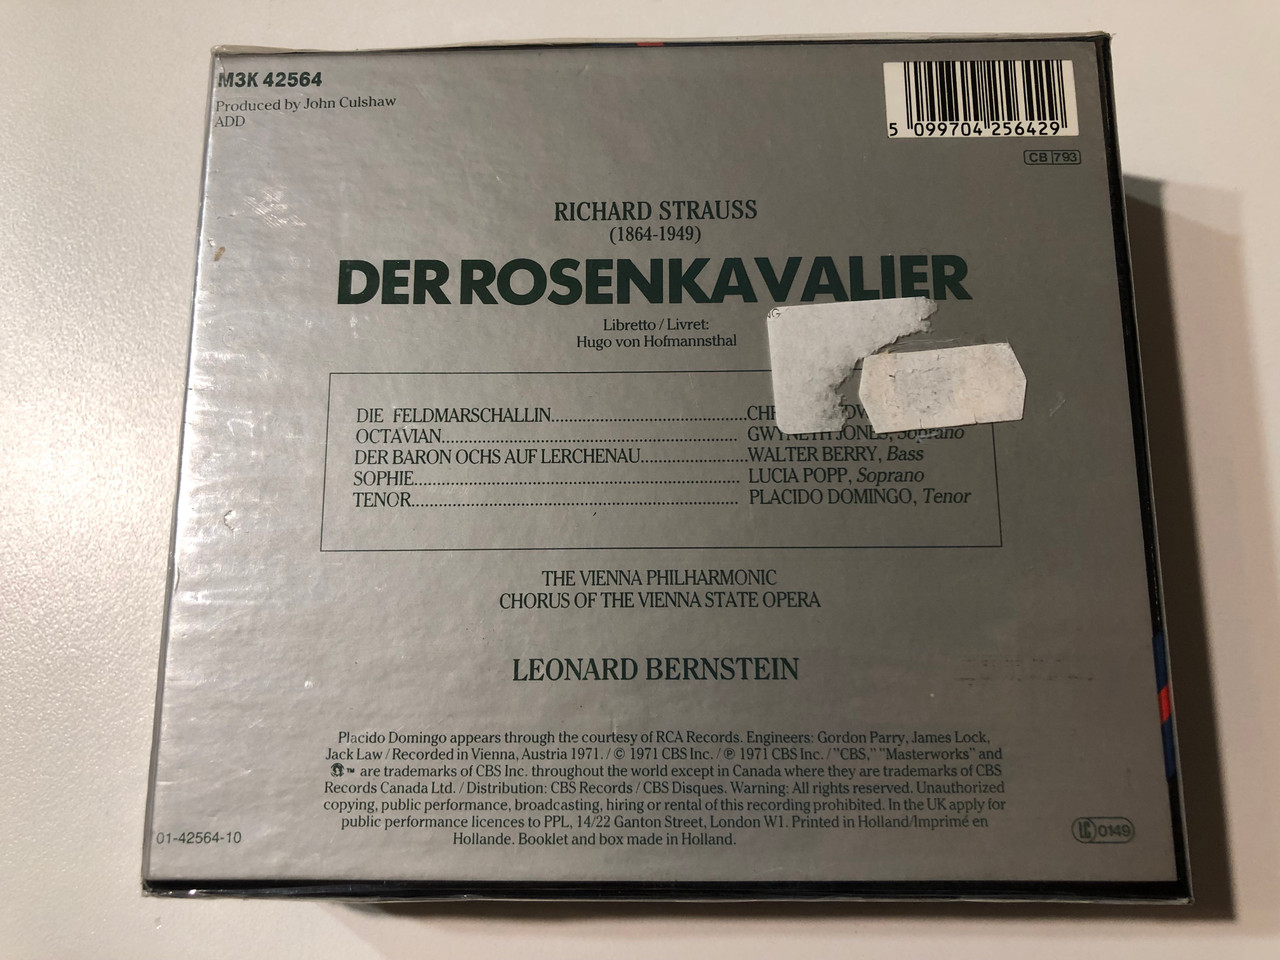 M3K 42564
Produced by John Culshaw
ADD
5 099704 256429
CB 793
RICHARD STRAUSS
(1864-1949)
DER ROSENKAVALIER
Libretto / Livret:
Hugo von Hofmannsthal
DIE FELDMARSCHALLIN
OCTAVIAN.......... GWYNETH JONES, Soprano
DER BARON OCHS AUF LERCHENAU..........WALTER BERRY, Bass
SOPHIE.......... LUCIA POPP, Soprano
TENOR.......... PLACIDO DOMINGO, Tenor
THE VIENNA PHILHARMONIC
CHORUS OF THE VIENNA STATE OPERA
LEONARD BERNSTEIN
Placido Domingo appears through the courtesy of RCA Records. Engineers: Gordon Parry, James Lock,
Jack Law / Recorded in Vienna, Austria 1971. / © 1971 CBS Inc. / ℗ 1971 CBS Inc. / "CBS," "Masterworks" and
™ are trademarks of CBS Inc. throughout the world except in Canada where they are trademarks of CBS
Records Canada Ltd. / Distribution: CBS Records / CBS Disques. Warning: All rights reserved. Unauthorized
copying, public performance, broadcasting, hiring or rental of this recording prohibited. In the UK apply for
public performance licences to PPL, 14/22 Ganton Street, London W1. Printed in Holland/Imprimé en
Hollande. Booklet and box made in Holland.
01-42564-10
LC 0149